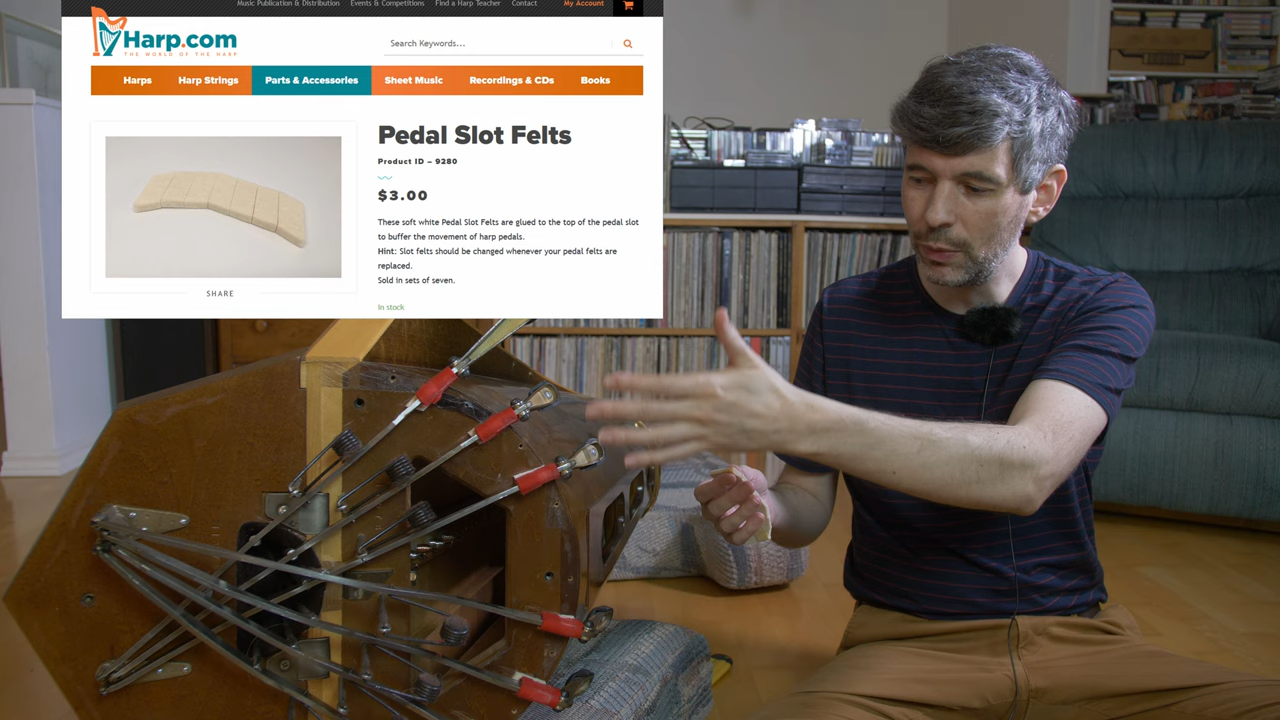 Music Publication & Distribution Events & Competitions Find a Harp Teacher Contact My Account
Harp.com
THE WORLD OF THE HARP
Search Keywords...
Harps Harp Strings Parts & Accessories Sheet Music Recordings & CDs Books
Pedal Slot Felts
Product ID – 9280
$3.00
These soft white Pedal Slot Felts are glued to the top of the pedal slot
to buffer the movement of harp pedals.
Hint: Slot felts should be changed whenever your pedal felts are
replaced.
Sold in sets of seven.
SHARE
In stock